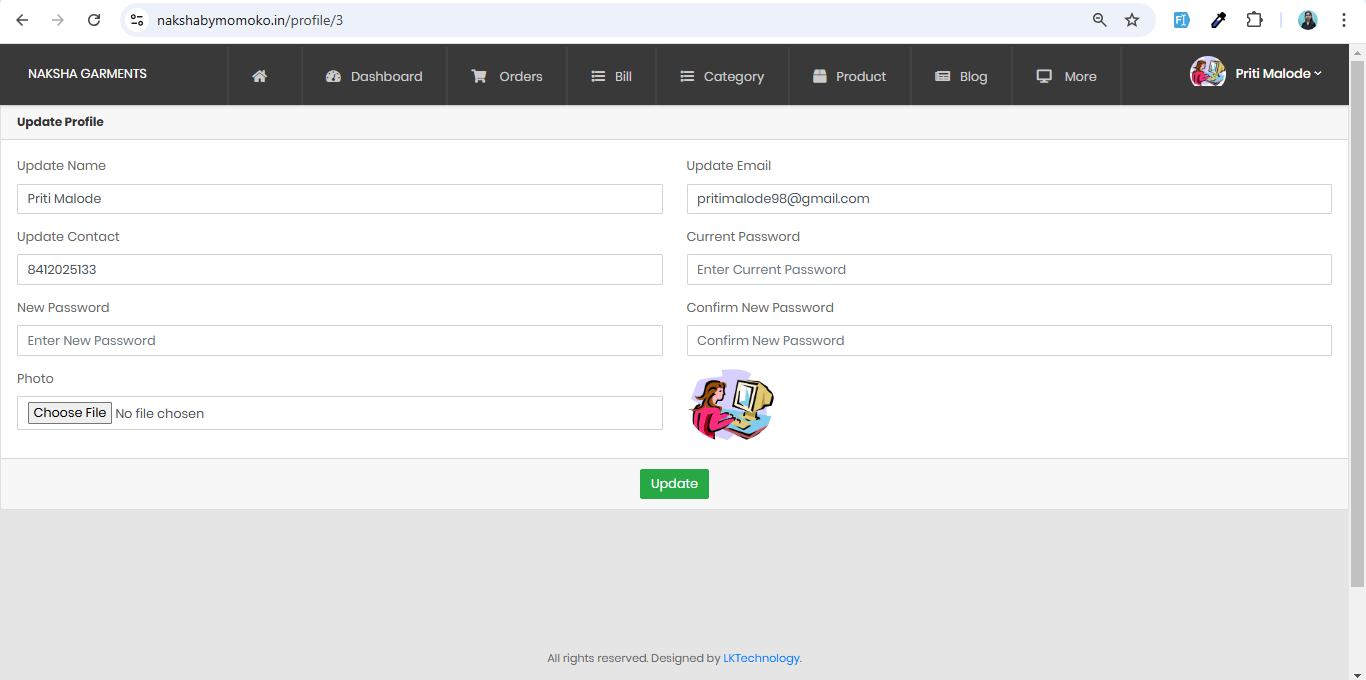 nakshabymomoko.in/profile/3
NAKSHA GARMENTS
Dashboard
Orders
Bill
Category
Product
Blog
More
Priti Malode
Update Profile
Update Name
Update Email
Priti Malode
pritimalode98@gmail.com
Update Contact
Current Password
8412025133
Enter Current Password
New Password
Confirm New Password
Enter New Password
Confirm New Password
Photo
Choose File No file chosen
Update
All rights reserved. Designed by LKTechnology.